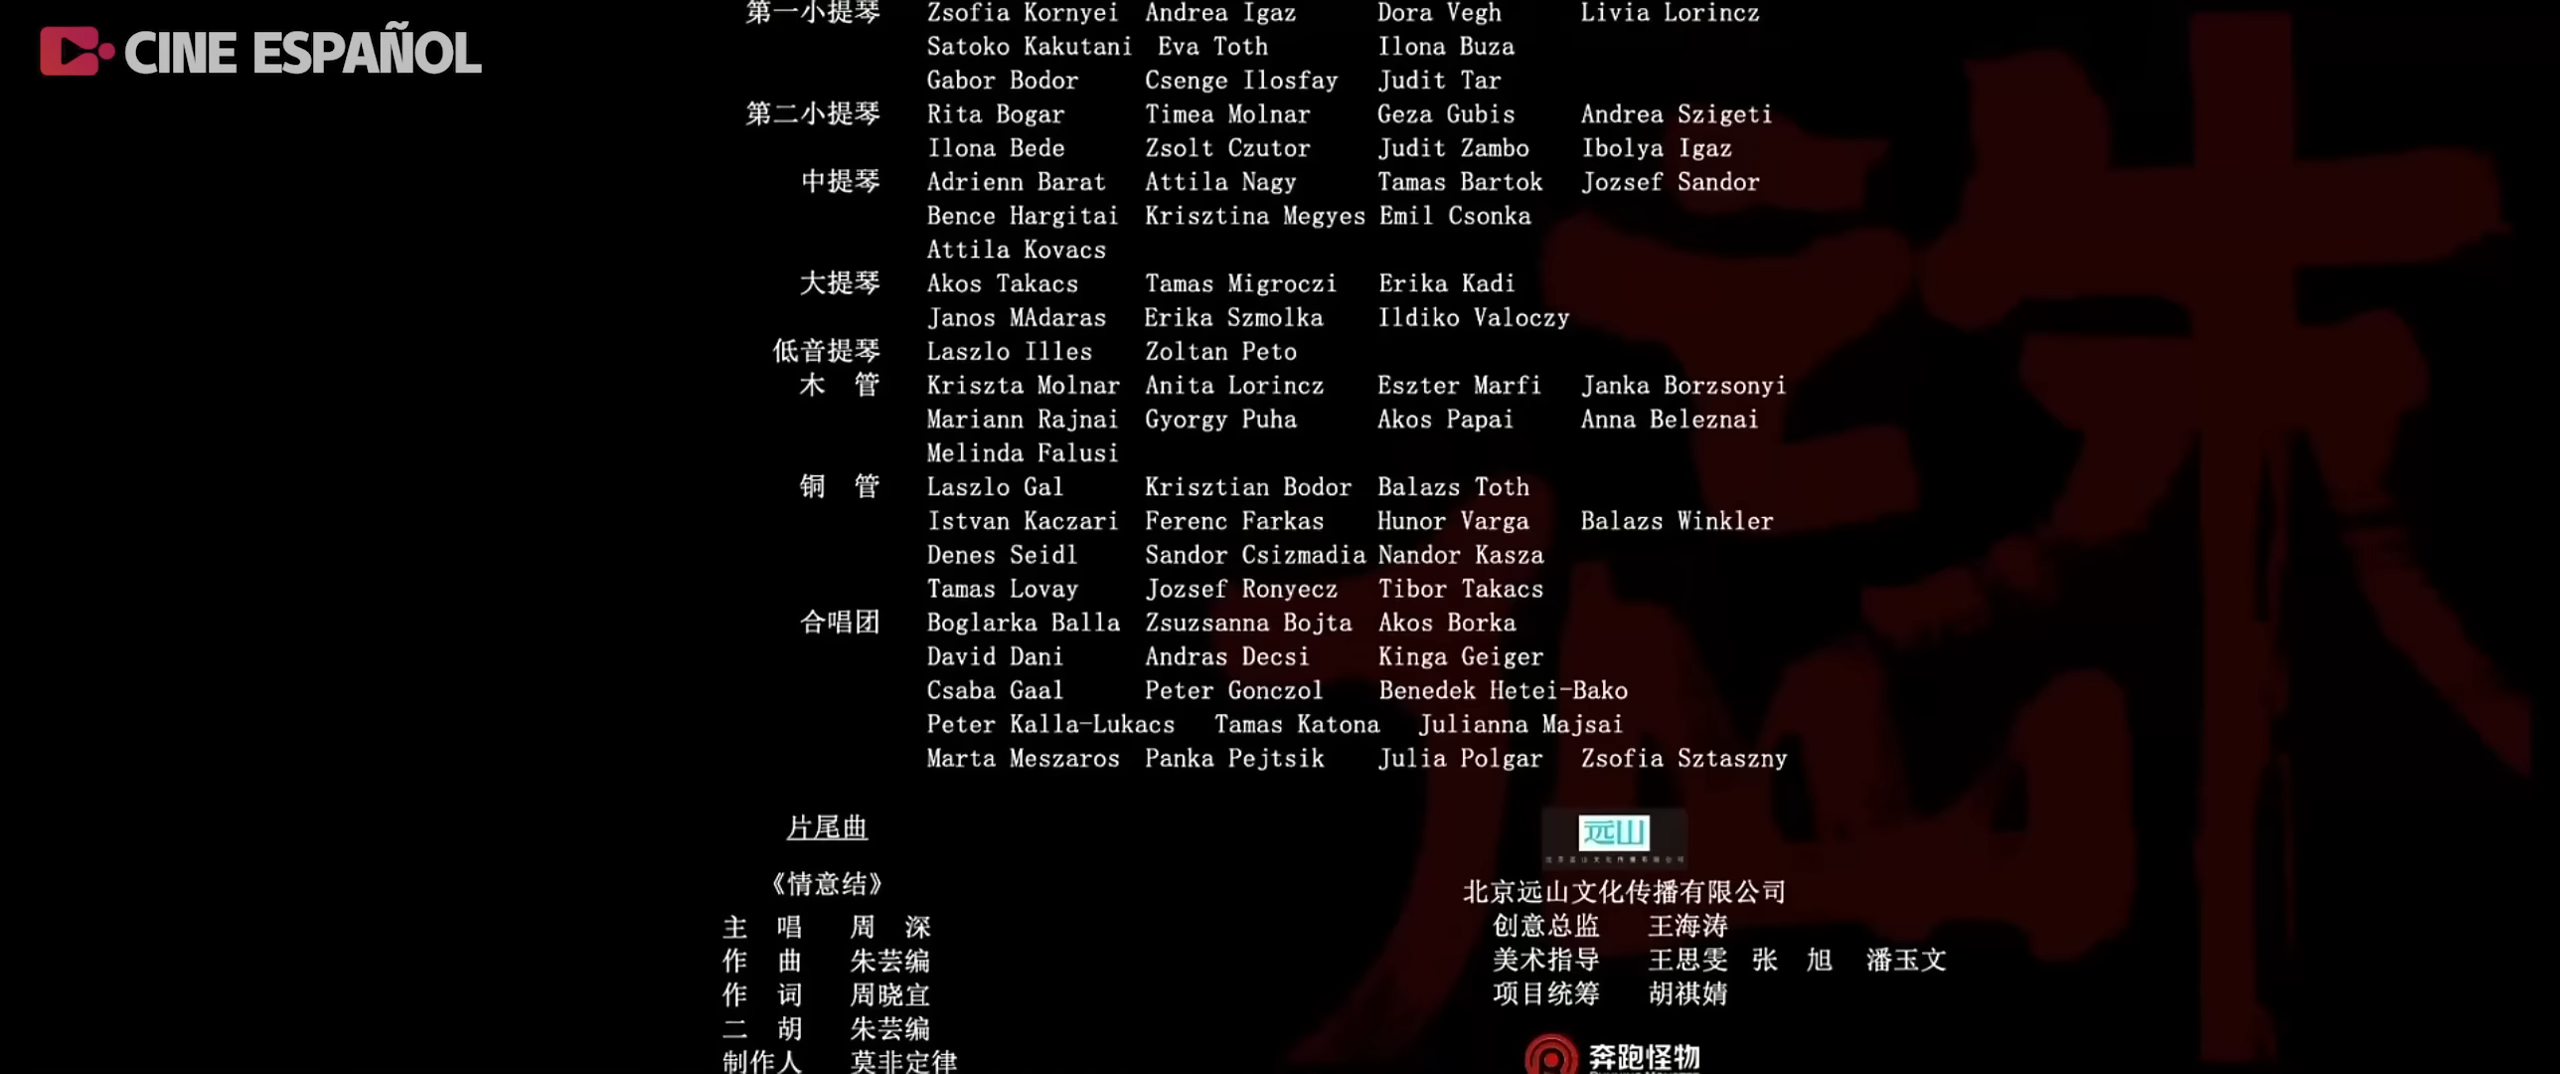 CINE ESPAÑOL
第一小提琴 Zsofia Kornyei Andrea Igaz Dora Vegh Livia Lorincz
Satoko Kakutani Eva Toth Ilona Buza
Gabor Bodor Csenge Ilosfay Judit Tar
第二小提琴 Rita Bogar Timea Molnar Geza Gubis Andrea Szigeti
Ilona Bede Zsolt Czutor Judit Zambo Ibolya Igaz
中提琴 Adrienn Barat Attila Nagy Tamas Bartok Jozsef Sandor
Bence Hargitai Krisztina Megyes Emil Csonka
Attila Kovacs
大提琴 Akos Takacs Tamas Migroczi Erika Kadi
Janos MAdaras Erika Szmolka Ildiko Valoczy
低音提琴 Laszlo Illes Zoltan Peto
木 管 Kriszta Molnar Anita Lorincz Eszter Marfi Janka Borzsonyi
Mariann Rajnai Gyorgy Puha Akos Papai Anna Beleznai
Melinda Falusi
铜 管 Laszlo Gal Krisztian Bodor Balazs Toth
Istvan Kaczari Ferenc Farkas Hunor Varga Balazs Winkler
Denes Seidl Sandor Csizmadia Nandor Kasza
Tamas Lovay Jozsef Ronyecz Tibor Takacs
合唱团 Boglarka Balla Zsuzsanna Bojta Akos Borka
David Dani Andras Decsi Kinga Geiger
Csaba Gaal Peter Gonczol Benedek Hetei-Bako
Peter Kalla-Lukacs Tamas Katona Julianna Majsai
Marta Meszaros Panka Pejtsik Julia Polgar Zsofia Sztaszny
片尾曲
《情意结》
主 唱 周 深
作 曲 朱芸编
作 词 周晓宜
二 胡 朱芸编
制作人 莫非定律
远山
北京远山文化传播有限公司
北京远山文化传播有限公司
创意总监 王海涛
美术指导 王思雯 张 旭 潘玉文
项目统筹 胡祺婧
奔跑怪物